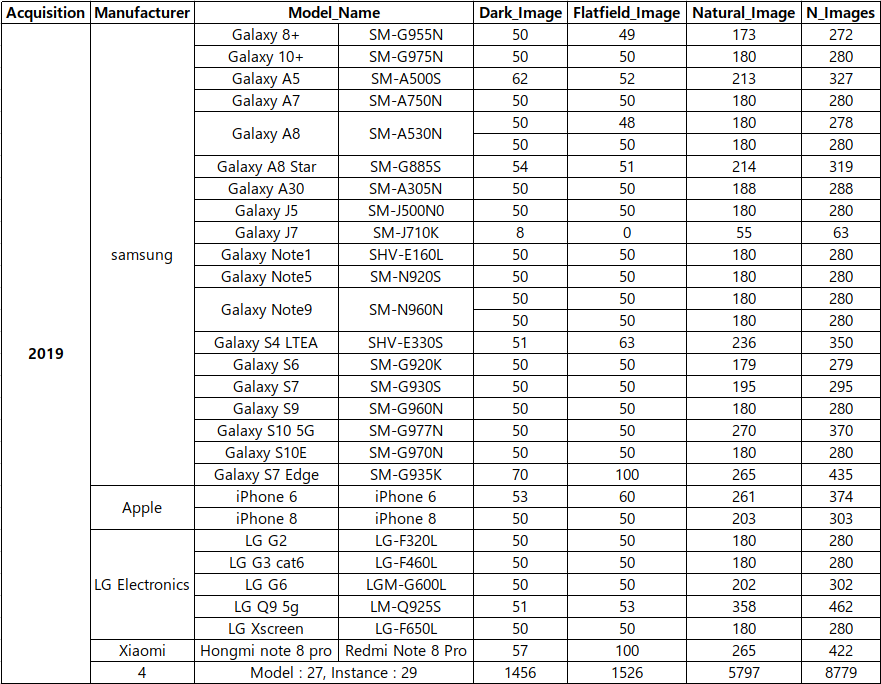 Acquisition Manufacturer Model_Name Dark_Image Flatfield_Image Natural_Image N_Images
Galaxy 8+ SM-G955N 50 49 173 272
Galaxy 10+ SM-G975N 50 50 180 280
Galaxy A5 SM-A500S 62 52 213 327
Galaxy A7 SM-A750N 50 50 180 280
50 48 180 278
Galaxy A8 SM-A530N
50 50 180 280
Galaxy A8 Star SM-G885S 54 51 214 319
Galaxy A30 SM-A305N 50 50 188 288
Galaxy J5 SM-J500N0 50 50 180 280
Galaxy J7 SM-J710K 8 0 55 63
samsung Galaxy Note1 SHV-E160L 50 50 180 280
Galaxy Note5 SM-N920S 50 50 180 280
50 50 180 280
Galaxy Note9 SM-N960N
50 50 180 280
Galaxy S4 LTEA SHV-E330S 51 63 236 350
2019
Galaxy S6 SM-G920K 50 50 179 279
Galaxy S7 SM-G930S 50 50 195 295
Galaxy S9 SM-G960N 50 50 180 280
Galaxy S10 5G SM-G977N 50 50 270 370
Galaxy S10E SM-G970N 50 50 180 280
Galaxy S7 Edge SM-G935K 70 100 265 435
iPhone 6 iPhone 6 53 60 261 374
Apple
iPhone 8 iPhone 8 50 50 203 303
LG G2 LG-F320L 50 50 180 280
LG G3 cat6 LG-F460L 50 50 180 280
LG Electronics LG G6 LGM-G600L 50 50 202 302
LG Q9 5g LM-Q925S 51 53 358 462
LG Xscreen LG-F650L 50 50 180 280
Xiaomi Hongmi note 8 pro Redmi Note 8 Pro 57 100 265 422
4 Model : 27, Instance : 29 1456 1526 5797 8779